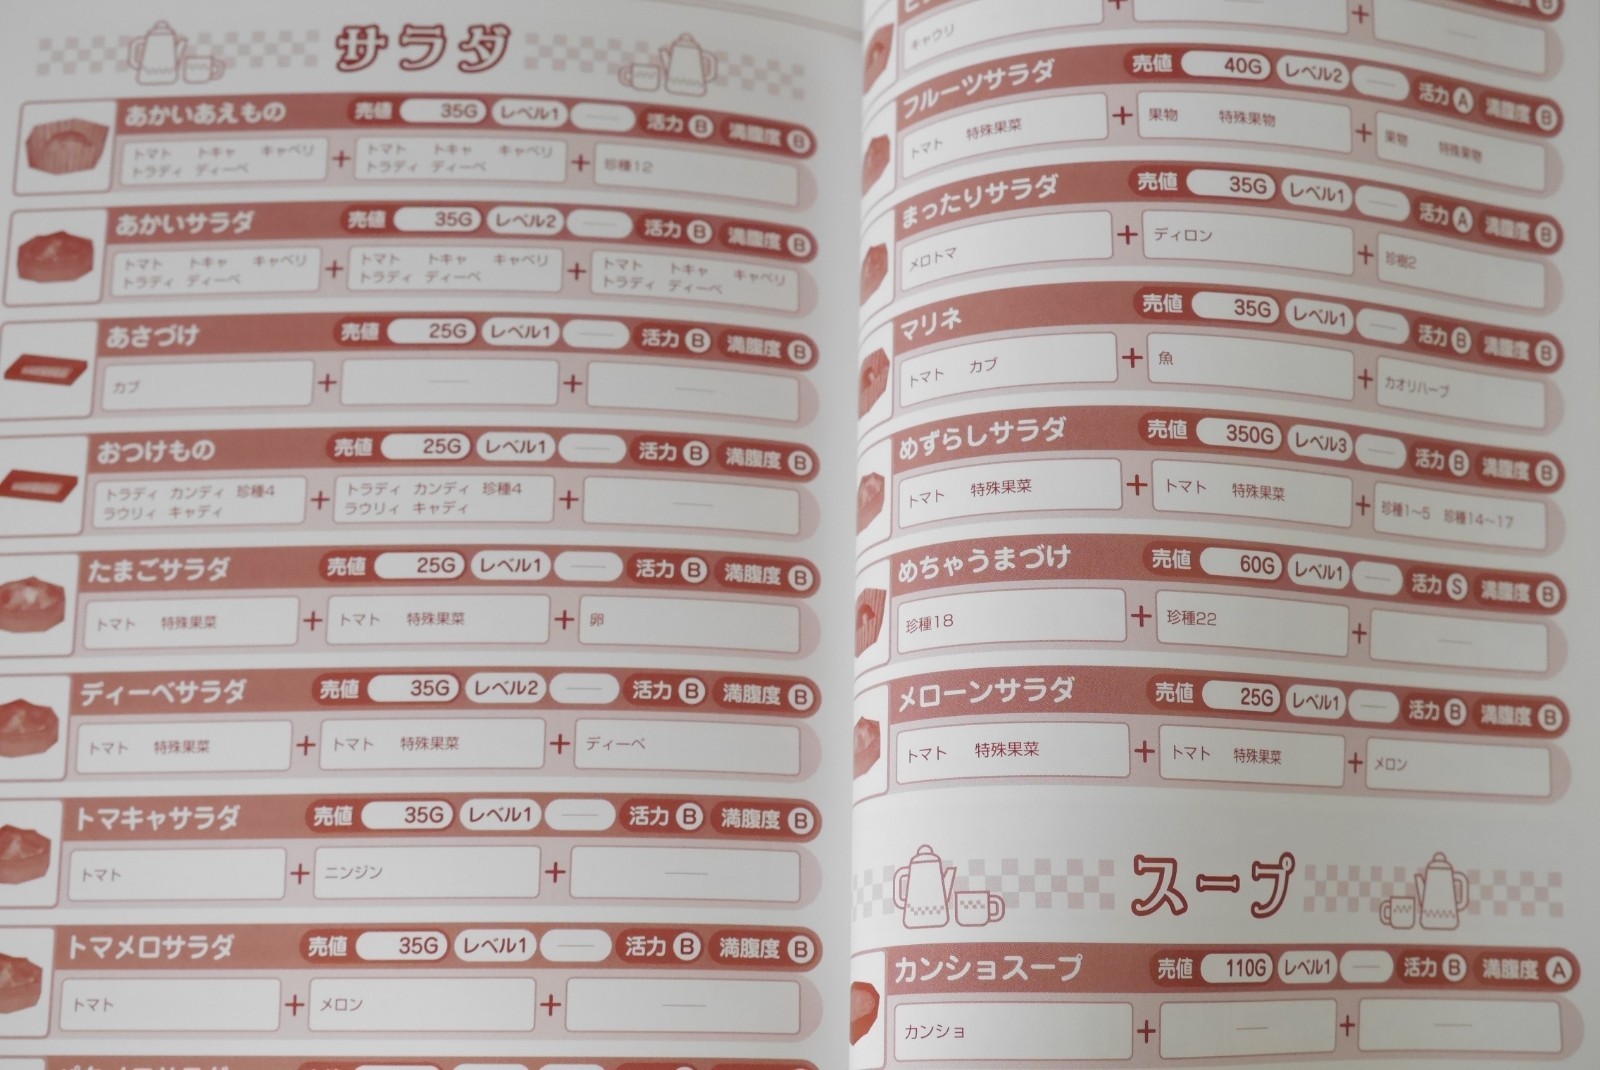 サラダ
あかいあえもの 売値 35G レベル1 活力 B 満腹度 B
トマト トキャ キャベリ + トマト トキャ キャベリ + 珍種12
トラディ ディーベ トラディ ディーベ
あかいサラダ 売値 35G レベル2 活力 B 満腹度 B
トマト トキャ キャベリ + トマト トキャ キャベリ + トマト トキャ キャベリ
トラディ ディーベ トラディ ディーベ トラディ ディーベ
あさづけ 売値 25G レベル1 活力 B 満腹度 B
カブ + +
おつけもの 売値 25G レベル1 活力 B 満腹度 B
トラディ カンディ 珍種4 + トラディ カンディ 珍種4 +
ラウリィ キャディ ラウリィ キャディ
たまごサラダ 売値 25G レベル1 活力 B 満腹度 B
トマト 特殊果菜 + トマト 特殊果菜 + 卵
ディーベサラダ 売値 35G レベル2 活力 B 満腹度 B
トマト 特殊果菜 + トマト 特殊果菜 + ディーベ
トマキャサラダ 売値 35G レベル1 活力 B 満腹度 B
トマト + ニンジン +
トマメロサラダ 売値 35G レベル1 活力 B 満腹度 B
トマト + メロン +
キャウリ + +
フルーツサラダ 売値 40G レベル2 活力 A 満腹度 B
トマト 特殊果菜 + 果物 特殊果物 + 果物 特殊果物
まったりサラダ 売値 35G レベル1 活力 A 満腹度 B
メロトマ + ディロン + 珍樹2
マリネ 売値 35G レベル1 活力 B 満腹度 B
トマト カブ + 魚 + カオリハーブ
めずらしサラダ 売値 350G レベル3 活力 B 満腹度 B
トマト 特殊果菜 + トマト 特殊果菜 + 珍種1〜5 珍種14〜17
めちゃうまづけ 売値 60G レベル1 活力 S 満腹度 B
珍種18 + 珍種22 +
メローンサラダ 売値 25G レベル1 活力 B 満腹度 B
トマト 特殊果菜 + トマト 特殊果菜 + メロン
スープ
カンショスープ 売値 110G レベル1 活力 B 満腹度 A
カンショ + +